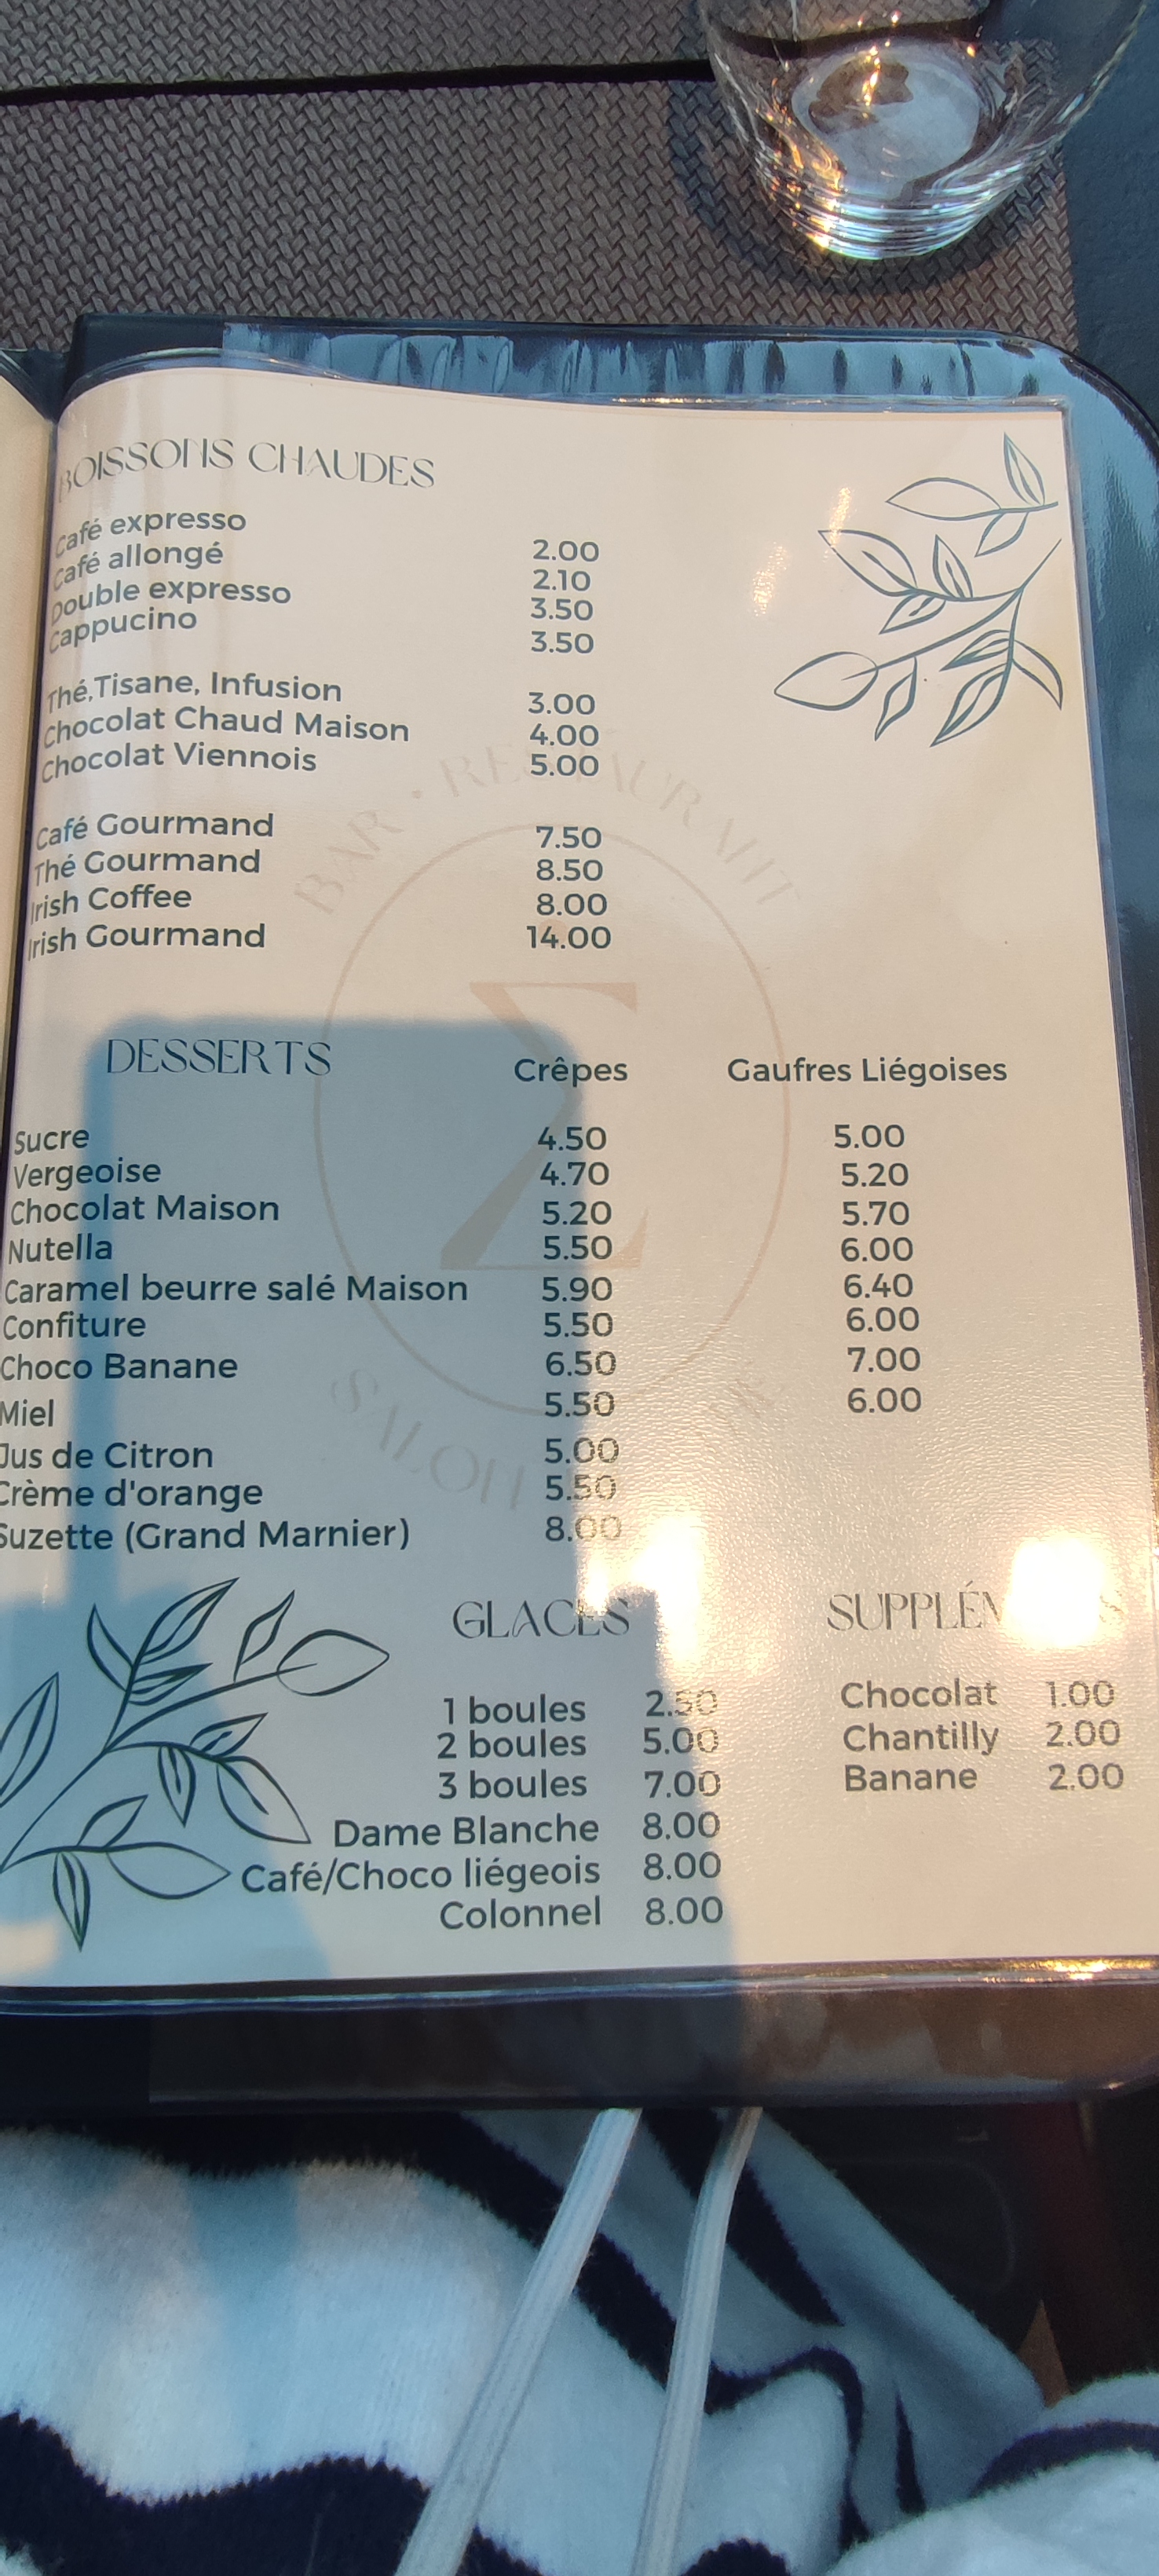 BOISSONS CHAUDES
Café expresso 2.00
Café allongé 2.10
Double expresso 3.50
Cappucino 3.50
Thé,Tisane, Infusion 3.00
Chocolat Chaud Maison 4.00
Chocolat Viennois 5.00
Café Gourmand 7.50
Thé Gourmand 8.50
Irish Coffee 8.00
Irish Gourmand 14.00
BAR • RESTAURANT
Σ
SALON
DESSERTS Crêpes Gaufres Liégoises
Sucre 4.50 5.00
Vergeoise 4.70 5.20
Chocolat Maison 5.20 5.70
Nutella 5.50 6.00
Caramel beurre salé Maison 5.90 6.40
Confiture 5.50 6.00
Choco Banane 6.50 7.00
Miel 5.50 6.00
Jus de Citron 5.00
Crème d'orange 5.50
Suzette (Grand Marnier) 8.00
GLACES
1 boules 2.50
2 boules 5.00
3 boules 7.00
Dame Blanche 8.00
Café/Choco liégeois 8.00
Colonnel 8.00
SUPPLÉMENTS
Chocolat 1.00
Chantilly 2.00
Banane 2.00